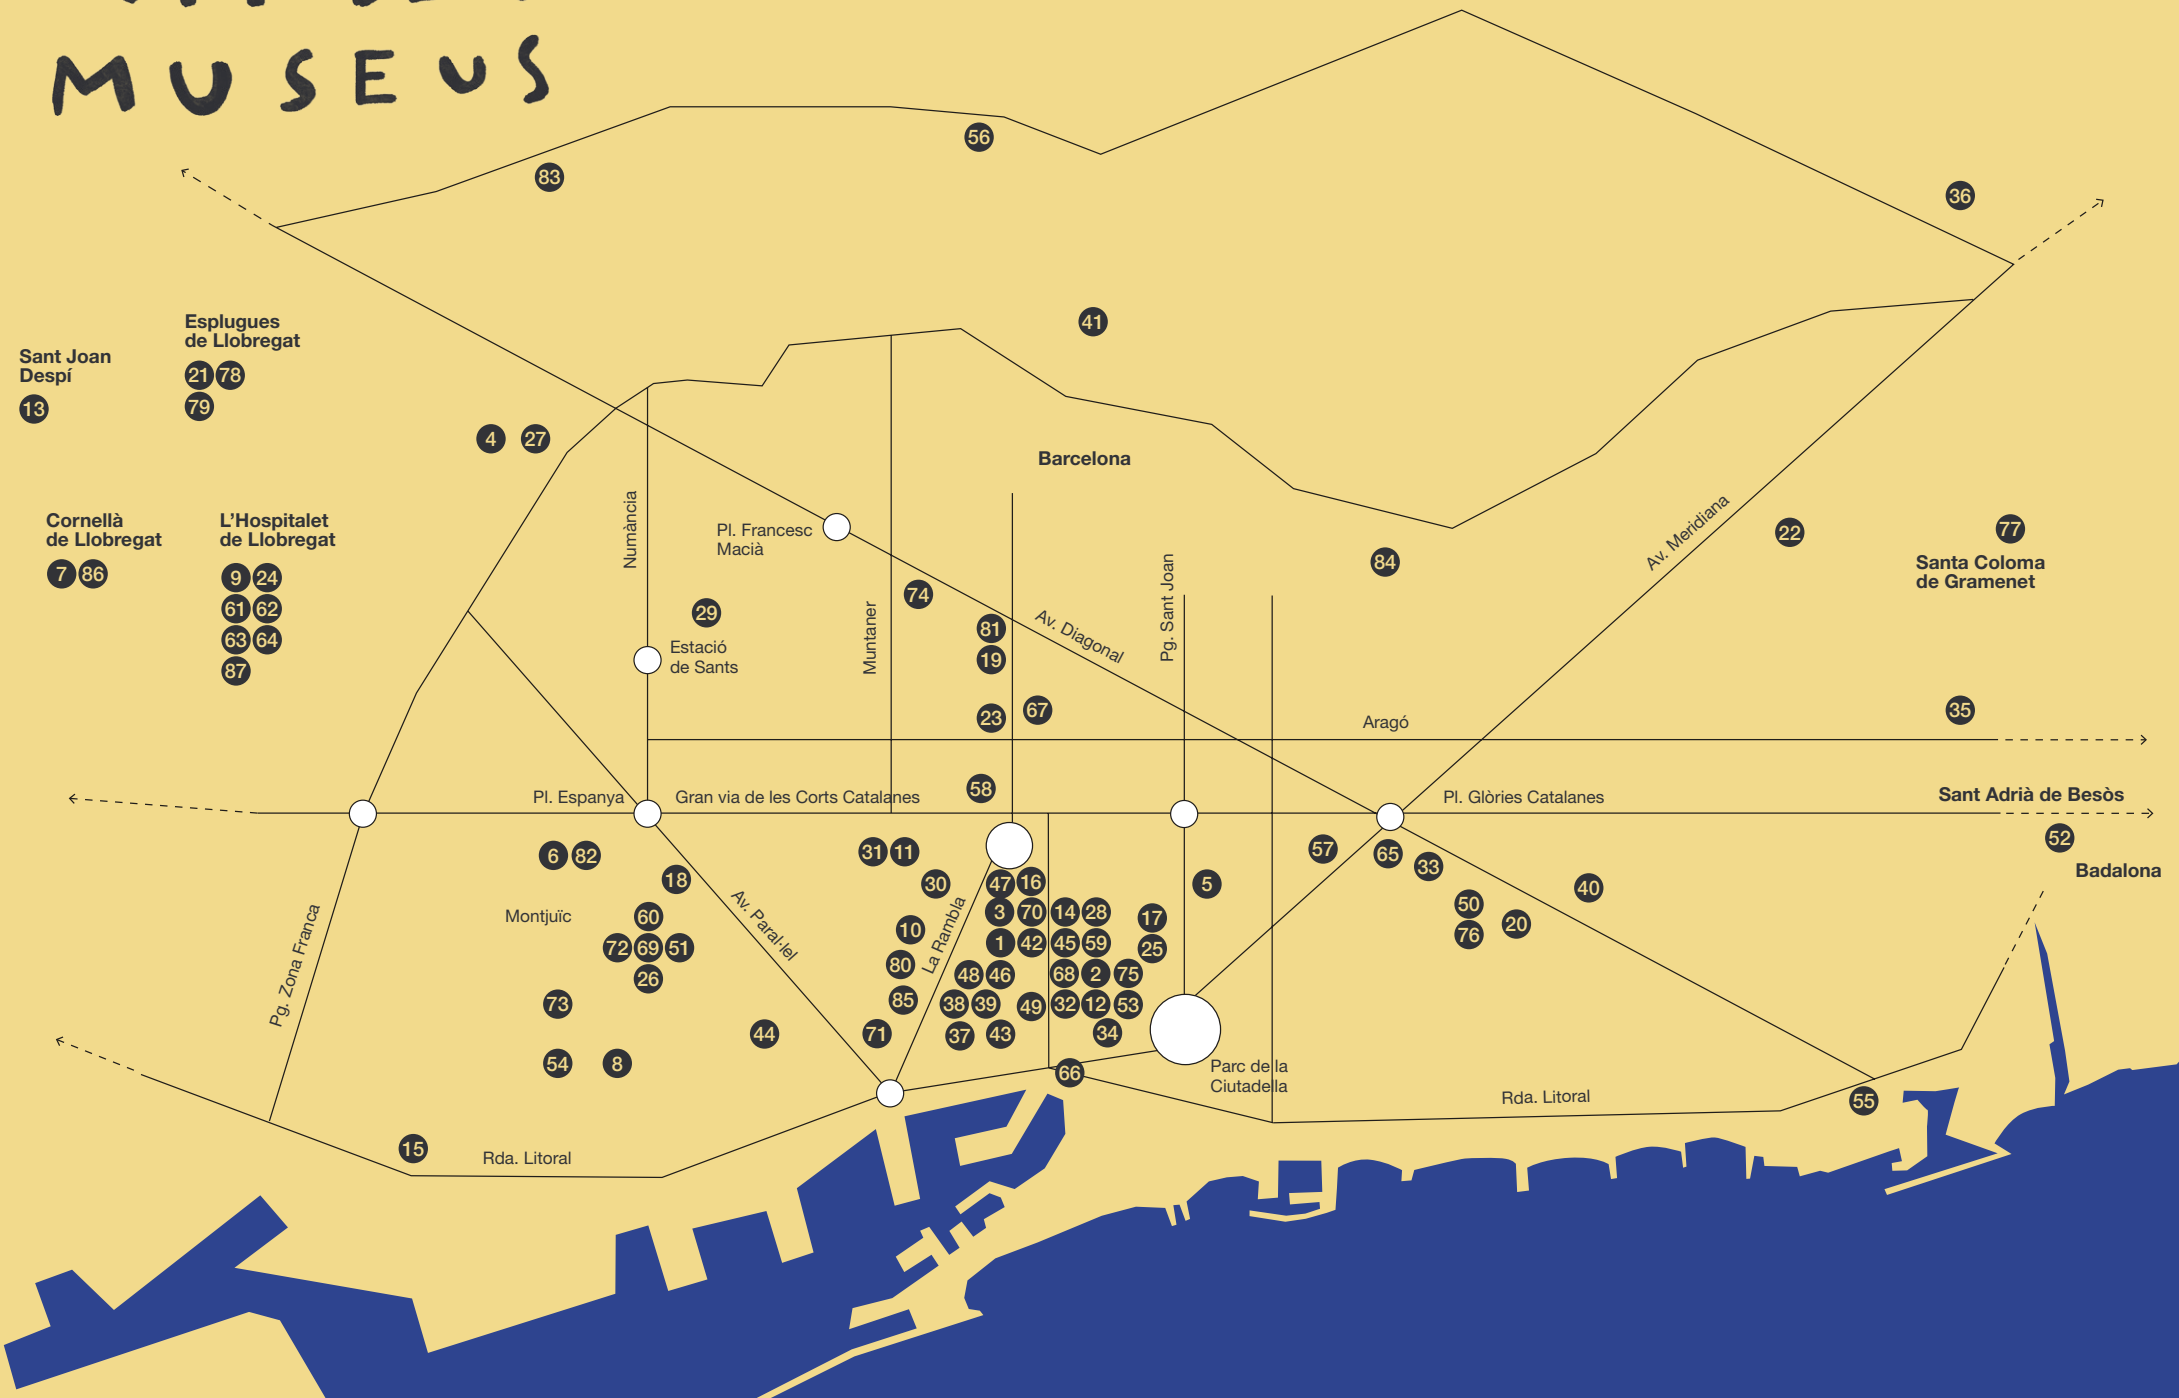 MUSEUS
56
83
36
41
Esplugues
de Llobregat
21 78
79
Sant Joan
Despí
13
4 27
Barcelona
Cornellà
de Llobregat
7 86
L'Hospitalet
de Llobregat
9 24
61 62
63 64
87
Numància
Pl. Francesc
Macià
Muntaner
74
29
Estació
de Sants
81
19
23
67
Av. Diagonal
Pg. Sant Joan
84
Av. Meridiana
22
77
Santa Coloma
de Gramenet
35
Aragó
58
Pl. Espanya
Gran via de les Corts Catalanes
Pl. Glòries Catalanes
Sant Adrià de Besòs
52
Badalona
6 82
18
Montjuïc
60
72 69 51
26
73
54 8
44
Pg. Zona Franca
Av. Paral·lel
31 11
30
10
80
85
71
La Rambla
47 16
3 70 14 28
1 42 45 59
48 46 68 2 75
38 39 49 32 12 53
37 43 34
17
25
5
57
65
33
50
76
20
40
66
Parc de la
Ciutadella
Rda. Litoral
55
15
Rda. Litoral